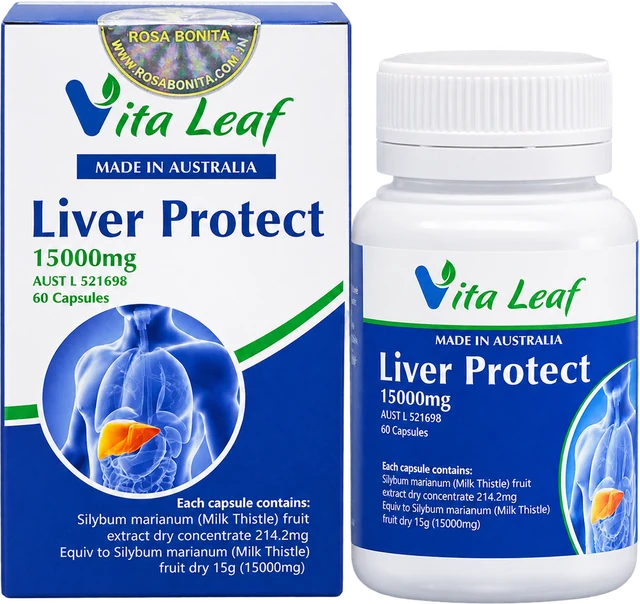 ROSA BONITA
WWW.ROSABONITA.COM.VN
Vita Leaf
MADE IN AUSTRALIA
Liver Protect
15000mg
AUST L 521698
60 Capsules
Each capsule contains:
Silybum marianum (Milk Thistle) fruit
extract dry concentrate 214.2mg
Equiv to Silybum marianum (Milk Thistle)
fruit dry 15g (15000mg)
Vita Leaf
MADE IN AUSTRALIA
Liver Protect
15000mg
AUST L 521698
60 Capsules
Each capsule contains:
Silybum marianum (Milk Thistle) fruit
extract dry concentrate 214.2mg
Equiv to Silybum marianum (Milk Thistle)
fruit dry 15g (15000mg)